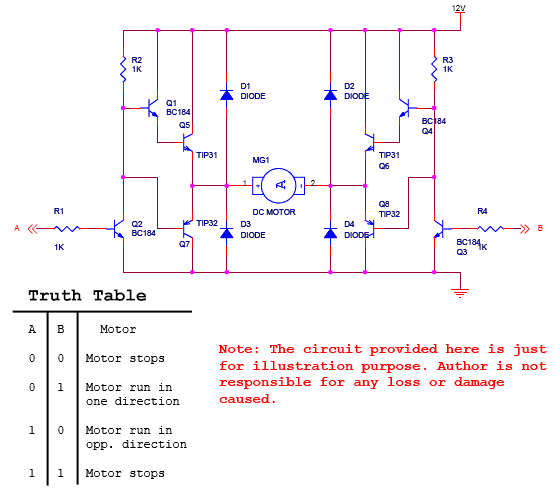 12V
R2
1K
R3
1K
D1
DIODE
D2
DIODE
Q1
BC184
BC184
Q4
Q5
TIP31
TIP31
Q6
MG1
1
+
A
-
2
DC MOTOR
R1
1K
A
Q2
BC184
TIP32
Q7
D3
DIODE
D4
DIODE
Q8
TIP32
R4
1K
BC184
Q3
B
Truth Table
A B Motor
0 0 Motor stops
0 1 Motor run in
one direction
1 0 Motor run in
opp. direction
1 1 Motor stops
Note: The circuit provided here is just
for illustration purpose. Author is not
responsible for any loss or damage
caused.